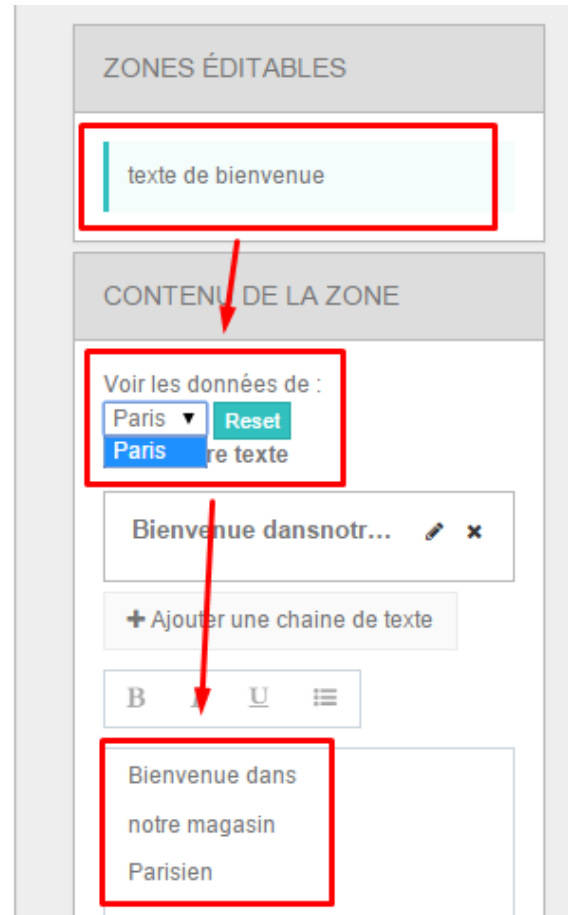 ZONES ÉDITABLES
texte de bienvenue
CONTENU DE LA ZONE
Voir les données de :
Paris Reset
Paris re texte
Bienvenue dansnotr...
Ajouter une chaine de texte
B U
Bienvenue dans
notre magasin
Parisien